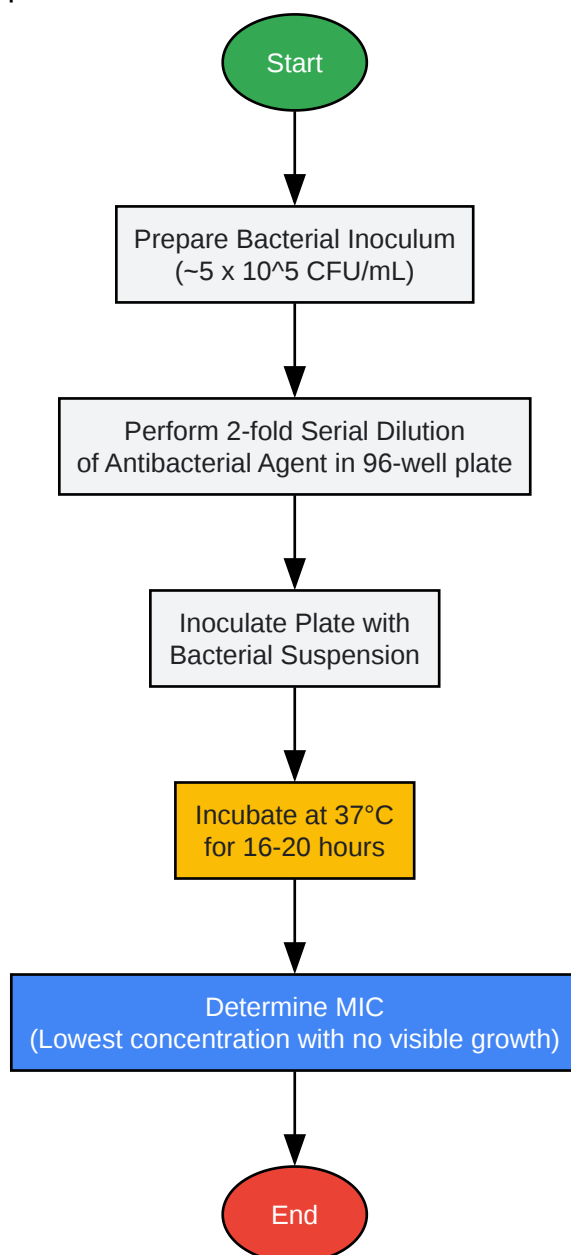 Start
Prepare Bacterial Inoculum
(~5 x 10^5 CFU/mL)
Perform 2-fold Serial Dilution
of Antibacterial Agent in 96-well plate
Inoculate Plate with
Bacterial Suspension
Incubate at 37°C
for 16-20 hours
Determine MIC
(Lowest concentration with no visible growth)
End